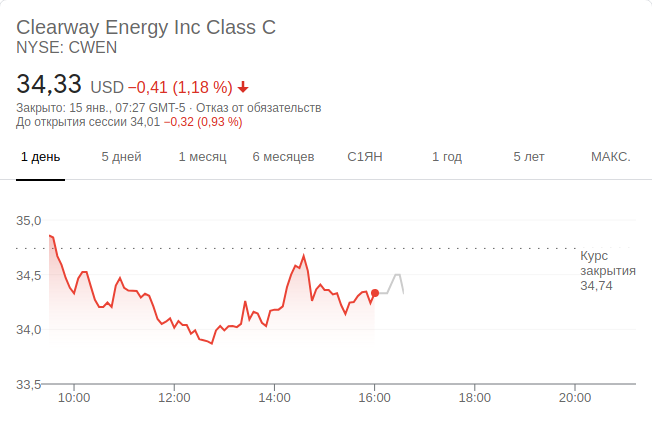 Clearway Energy Inc Class C
NYSE: CWEN
34,33 USD −0,41 (1,18 %)
Закрыто: 15 янв., 07:27 GMT-5 · Отказ от обязательств
До открытия сессии 34,01 −0,32 (0,93 %)
1 день 5 дней 1 месяц 6 месяцев С1ЯН 1 год 5 лет МАКС.
35,0
Курс
закрытия
34,74
34,5
34,0
33,5
10:00 12:00 14:00 16:00 18:00 20:00